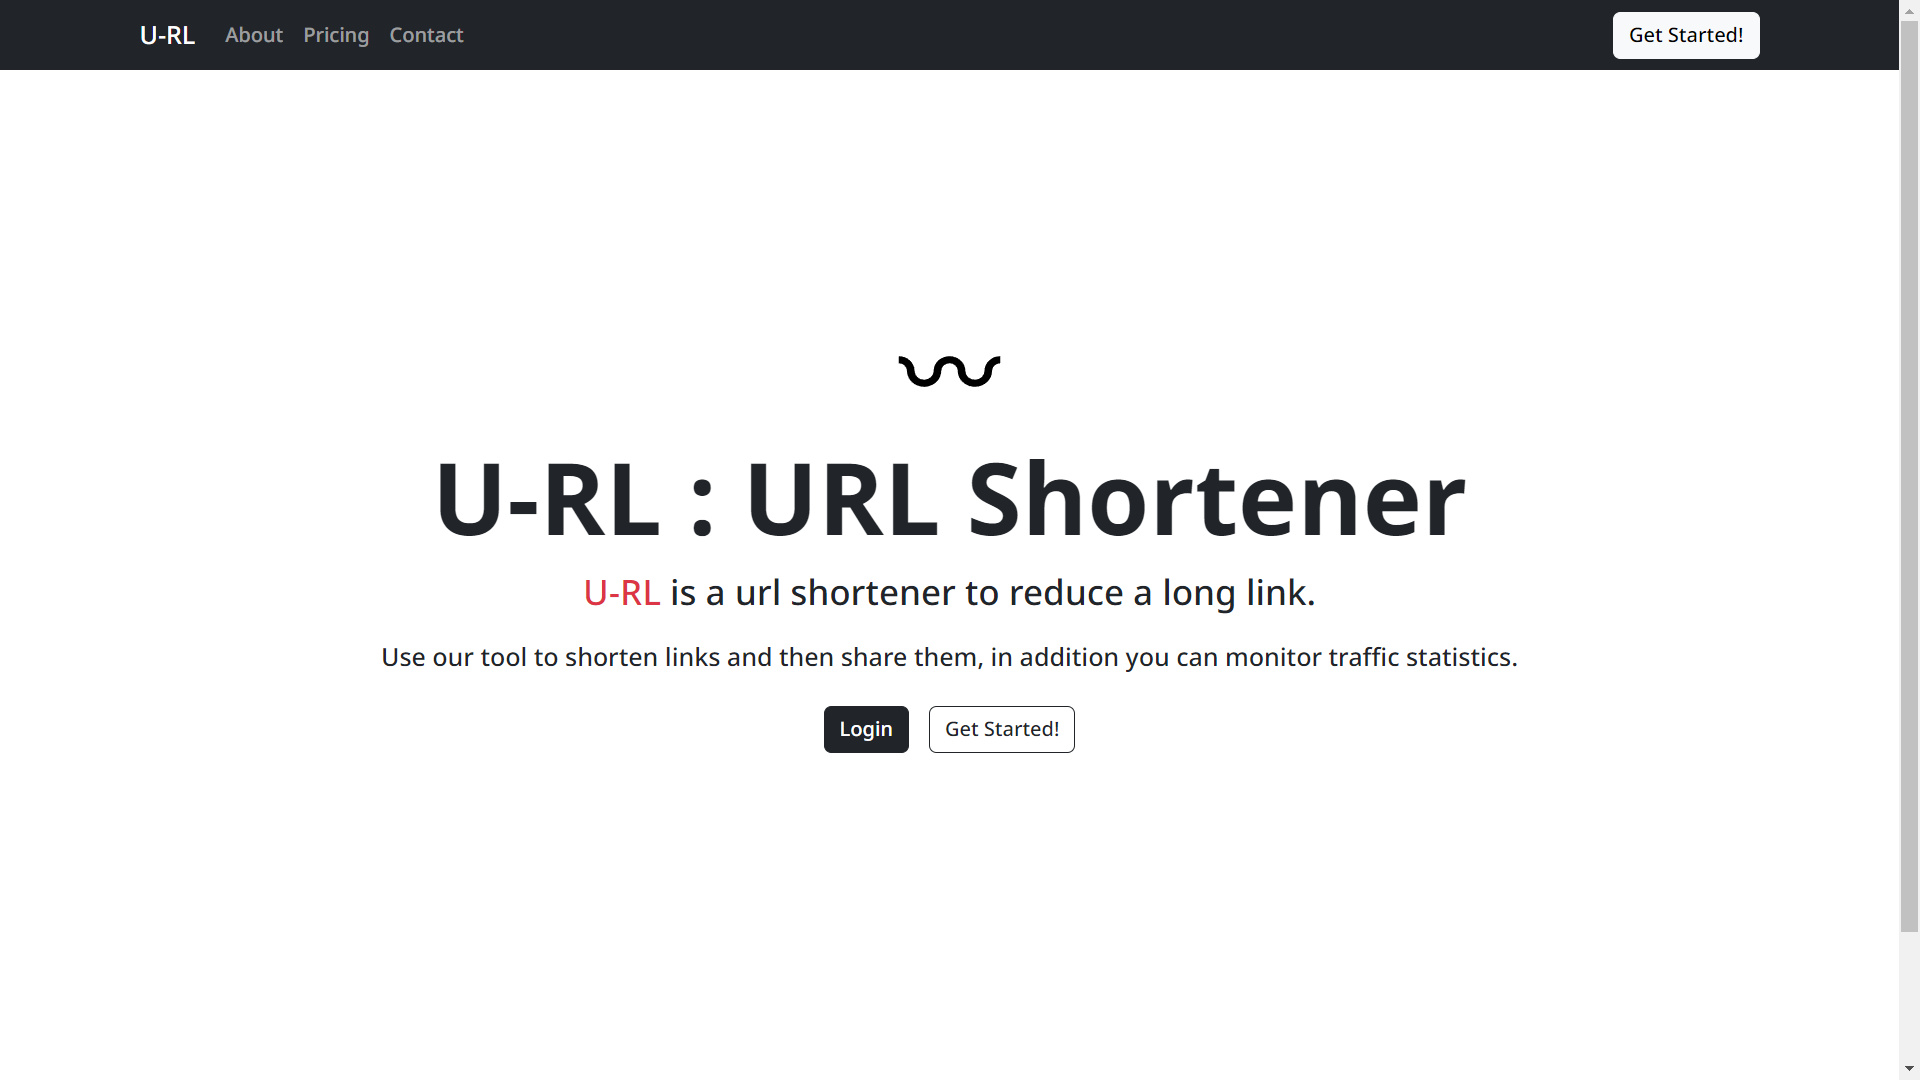 U-RL About Pricing Contact Get Started!
U-RL : URL Shortener
U-RL is a url shortener to reduce a long link.
Use our tool to shorten links and then share them, in addition you can monitor traffic statistics.
Login Get Started!